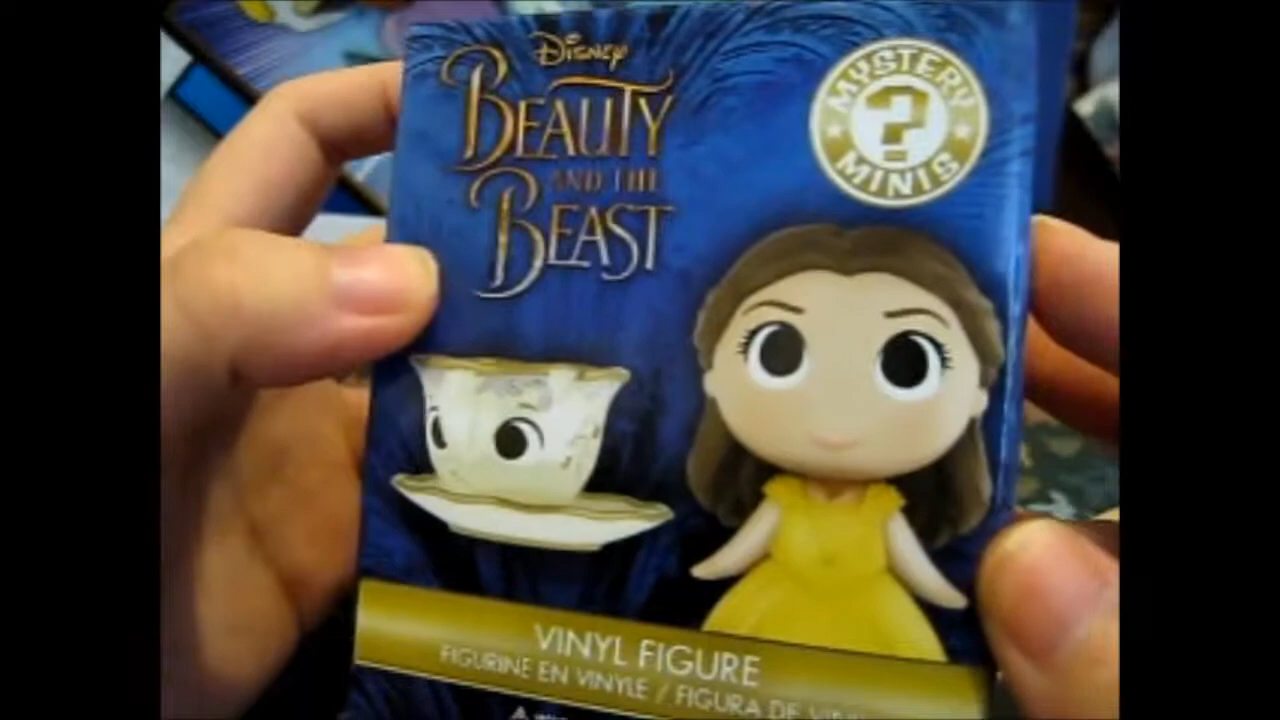 Disney
BEAUTY
AND THE
BEAST
MYSTERY
?
MINIS
VINYL FIGURE
FIGURINE EN VINYLE / FIGURA DE